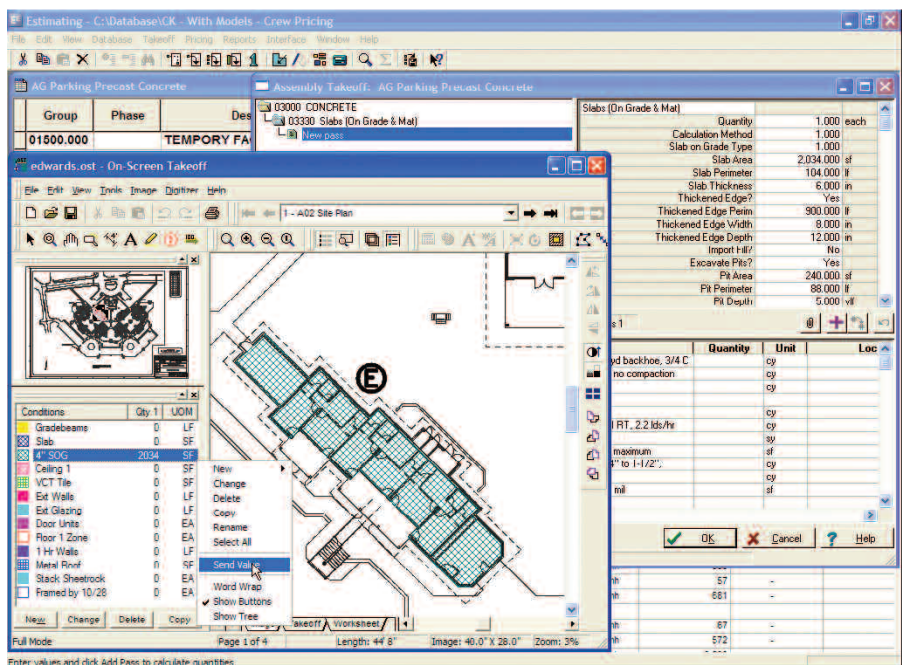 Estimating - C:\Database\CK - With Models - Crew Pricing
File Edit View Database Takeoff Pricing Reports Interface Window Help
AG Parking Precast Concrete
Group Phase Des
01500.000 TEMPORY FA
Assembly Takeoff: AG Parking Precast Concrete
03000 CONCRETE
03330 Slabs (On Grade & Mat)
New pass
Slabs (On Grade & Mat)
Quantity 1.000 each
Calculation Method 1.000
Slab on Grade Type 1.000
Slab Area 2,034.000 sf
Slab Perimeter 104.000 lf
Slab Thickness 6.000 in
Thickened Edge? Yes
Thickened Edge Perim 900.000 lf
Thickened Edge Width 8.000 in
Thickened Edge Depth 12.000 in
Import Fill? No
Excavate Pits? Yes
Pit Area 240.000 sf
Pit Perimeter 88.000 lf
Pit Depth 5.000 vlf
s 1
Quantity Unit Loc
yd backhoe, 3/4 C cy
no compaction cy
cy
cy
RT, 2.2 lds/hr cy
sy
maximum sf
4" to 1-1/2", cy
mil cy
sf
OK Cancel Help
57 -
681 -
67 -
572 -
edwards.ost - On-Screen Takeoff
File Edit View Tools Image Digitizer Help
1 - A02 Site Plan
E
Conditions Qty 1 UOM
Gradebeams 0 LF
Slab 0 SF
4" SOG 2034 SF
Ceiling 1 0 SF
VCT Tile 0 SF
Ext Walls 0 LF
Ext Glazing 0 LF
Door Units 0 EA
Floor 1 Zone 0 EA
1 Hr Walls 0 LF
Metal Roof 0 SF
Stack Sheetrock 0 EA
Framed by 10/28 0 EA
New
Change
Delete
Copy
Rename
Select All
Send Value
Word Wrap
Show Buttons
Show Tree
New Change Delete Copy
Image Takeoff Worksheet
Full Mode Page 1 of 4 Length: 44' 8" Image: 40.0" X 28.0" Zoom: 3%
Enter values and click Add Pass to calculate quantities